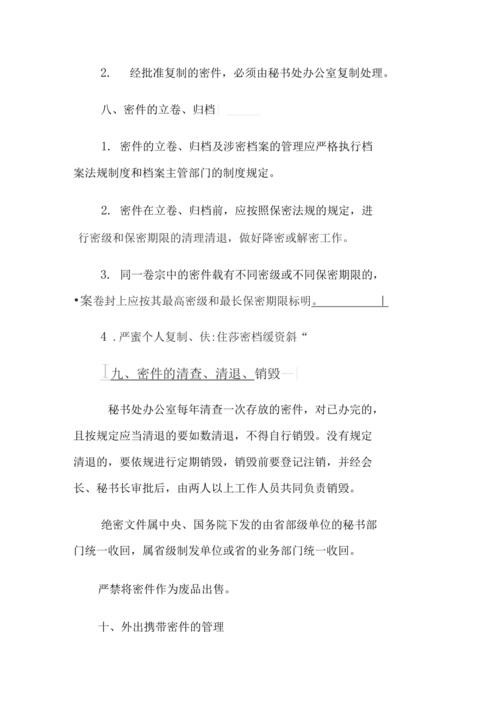 2. 经批准复制的密件，必须由秘书处办公室复制处理。
八、密件的立卷、归档
1. 密件的立卷、归档及涉密档案的管理应严格执行档
案法规制度和档案主管部门的制度规定。
2. 密件在立卷、归档前，应按照保密法规的规定，进
行密级和保密期限的清理清退，做好降密或解密工作。
3. 同一卷宗中的密件载有不同密级或不同保密期限的，
•案卷封上应按其最高密级和最长保密期限标明。
4 .严蜜个人复制、伕:住莎密档缓资斜“
九、密件的清查、清退、销毁
秘书处办公室每年清查一次存放的密件，对已办完的，
且按规定应当清退的要如数清退，不得自行销毁。没有规定
清退的，要依规进行定期销毁，销毁前要登记注销，并经会
长、秘书长审批后，由两人以上工作人员共同负责销毁。
绝密文件属中央、国务院下发的由省部级单位的秘书部
门统一收回，属省级制发单位或省的业务部门统一收回。
严禁将密件作为废品出售。
十、外出携带密件的管理